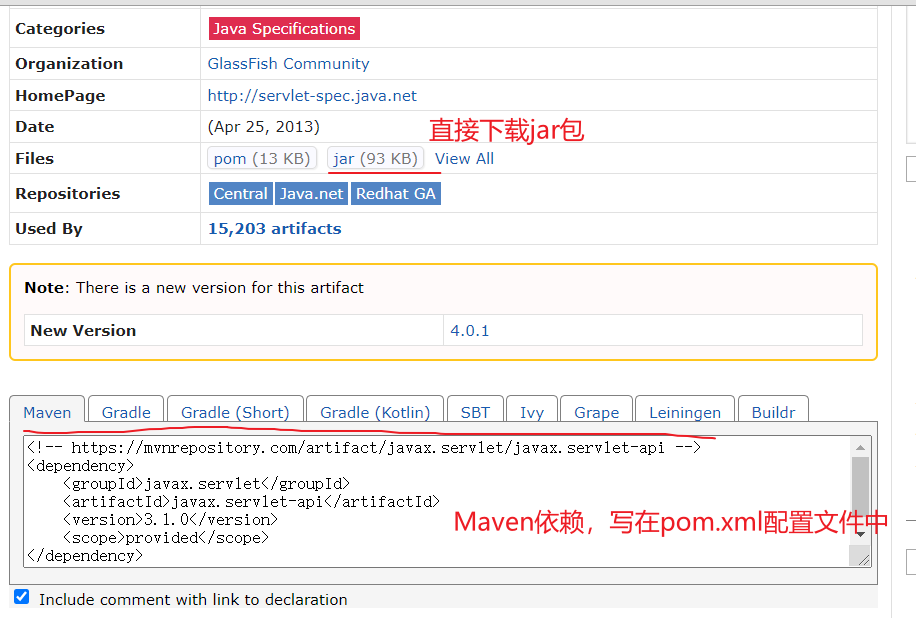 Categories Java Specifications
Organization GlassFish Community
HomePage http://servlet-spec.java.net
Date (Apr 25, 2013)
直接下载jar包
Files pom (13 KB) jar (93 KB) View All
Repositories Central Java.net Redhat GA
Used By 15,203 artifacts
Note: There is a new version for this artifact
New Version 4.0.1
Maven Gradle Gradle (Short) Gradle (Kotlin) SBT Ivy Grape Leiningen Buildr
<!-- https://mvnrepository.com/artifact/javax.servlet/javax.servlet-api -->
<dependency>
    <groupId>javax.servlet</groupId>
    <artifactId>javax.servlet-api</artifactId>
    <version>3.1.0</version>
Maven依赖，写在pom.xml配置文件中
    <scope>provided</scope>
</dependency>
Include comment with link to declaration